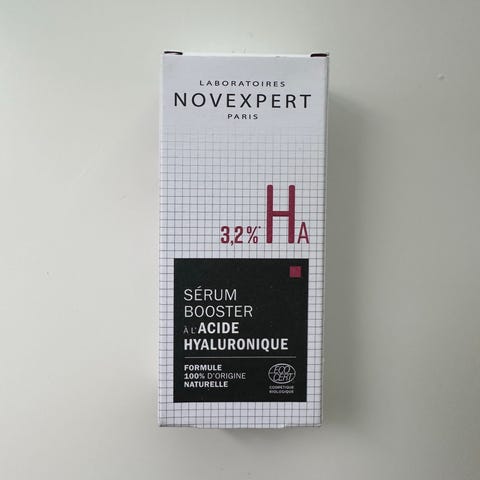 LABORATOIRES
NOVEXPERT
PARIS
3,2%* HA
SÉRUM
BOOSTER
À L'ACIDE
HYALURONIQUE
FORMULE
100% D'ORIGINE
NATURELLE
ECO
CERT
COSMÉTIQUE
BIOLOGIQUE